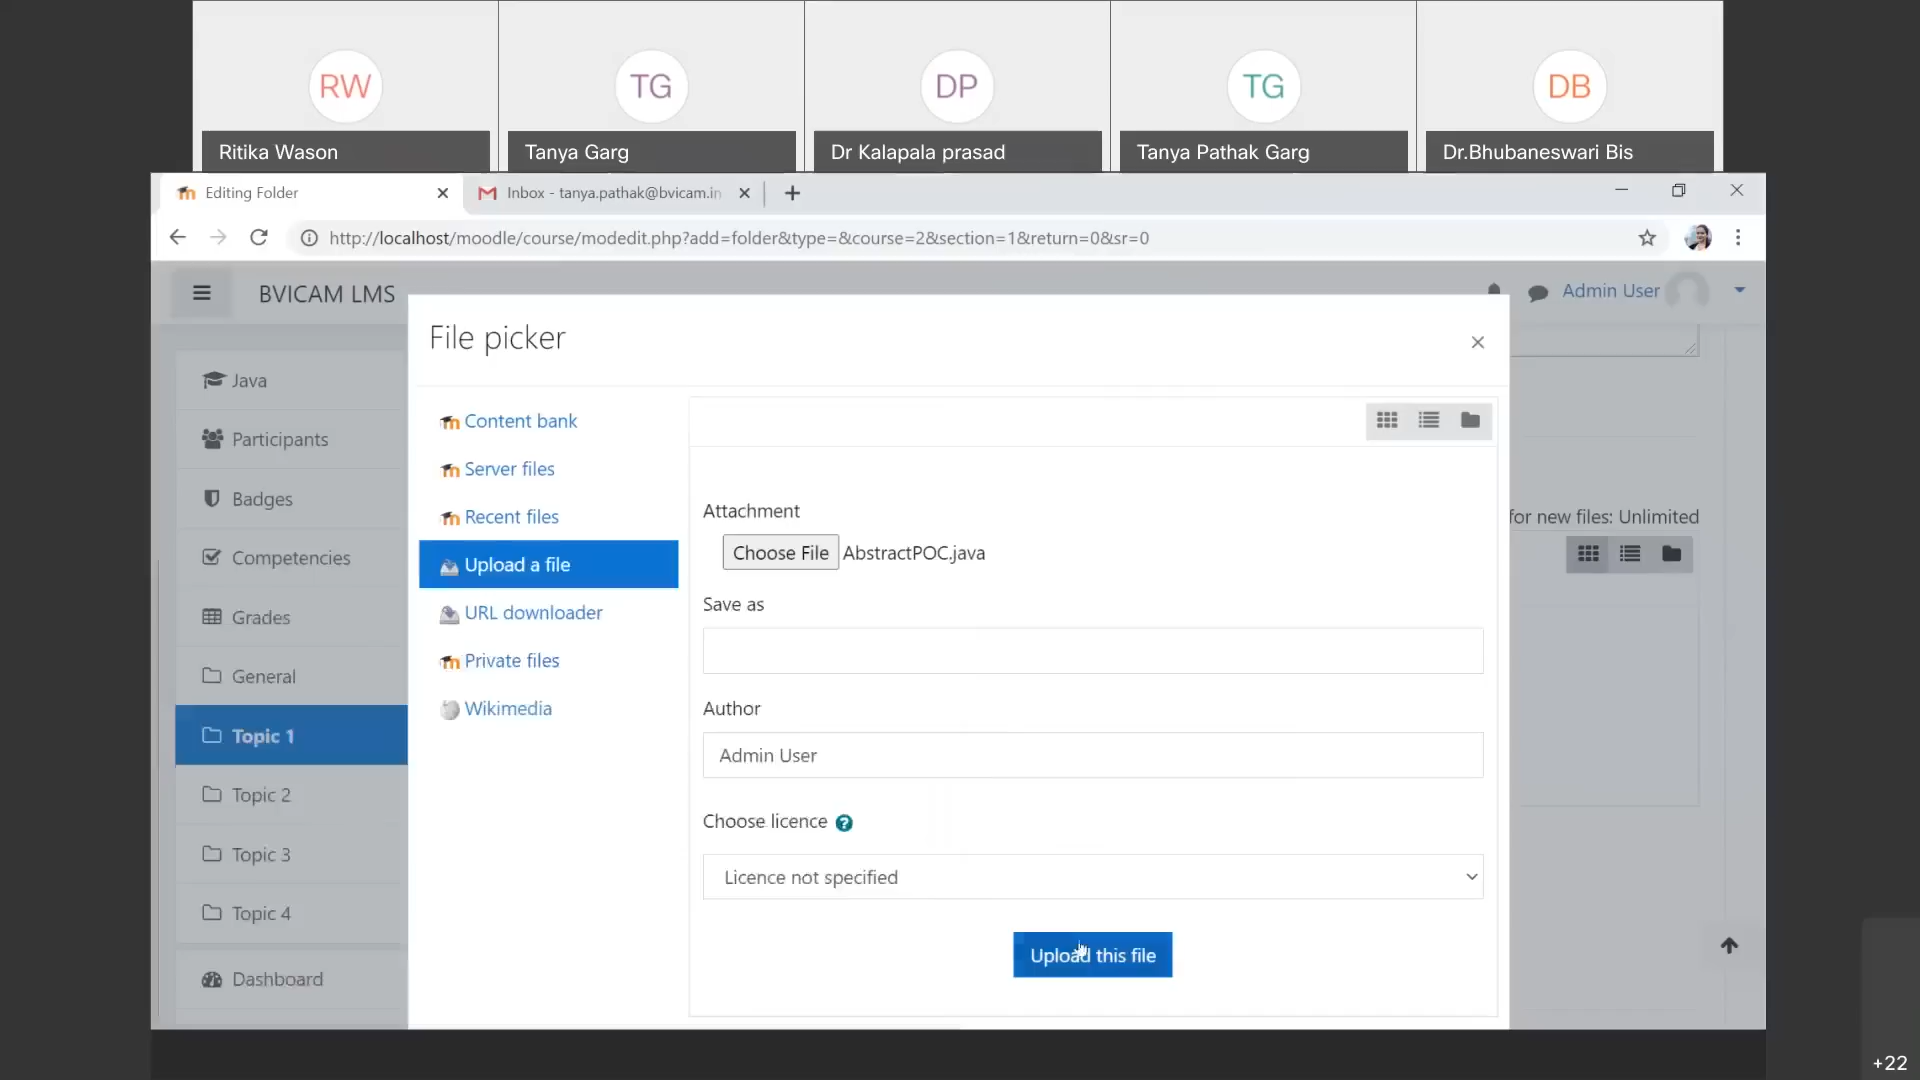 RW
TG
DP
TG
DB
Ritika Wason
Tanya Garg
Dr Kalapala prasad
Tanya Pathak Garg
Dr.Bhubaneswari Bis
Editing Folder
Inbox - tanya.pathak@bvicam.in
http://localhost/moodle/course/modedit.php?add=folder&type=&course=2&section=1&return=0&sr=0
BVICAM LMS
Admin User
File picker
Java
Participants
Badges
Competencies
Grades
General
Topic 1
Topic 2
Topic 3
Topic 4
Dashboard
Content bank
Server files
Recent files
Upload a file
URL downloader
Private files
Wikimedia
Attachment
Choose File AbstractPOC.java
Save as
Author
Admin User
Choose licence
Licence not specified
Upload this file
for new files: Unlimited
+22